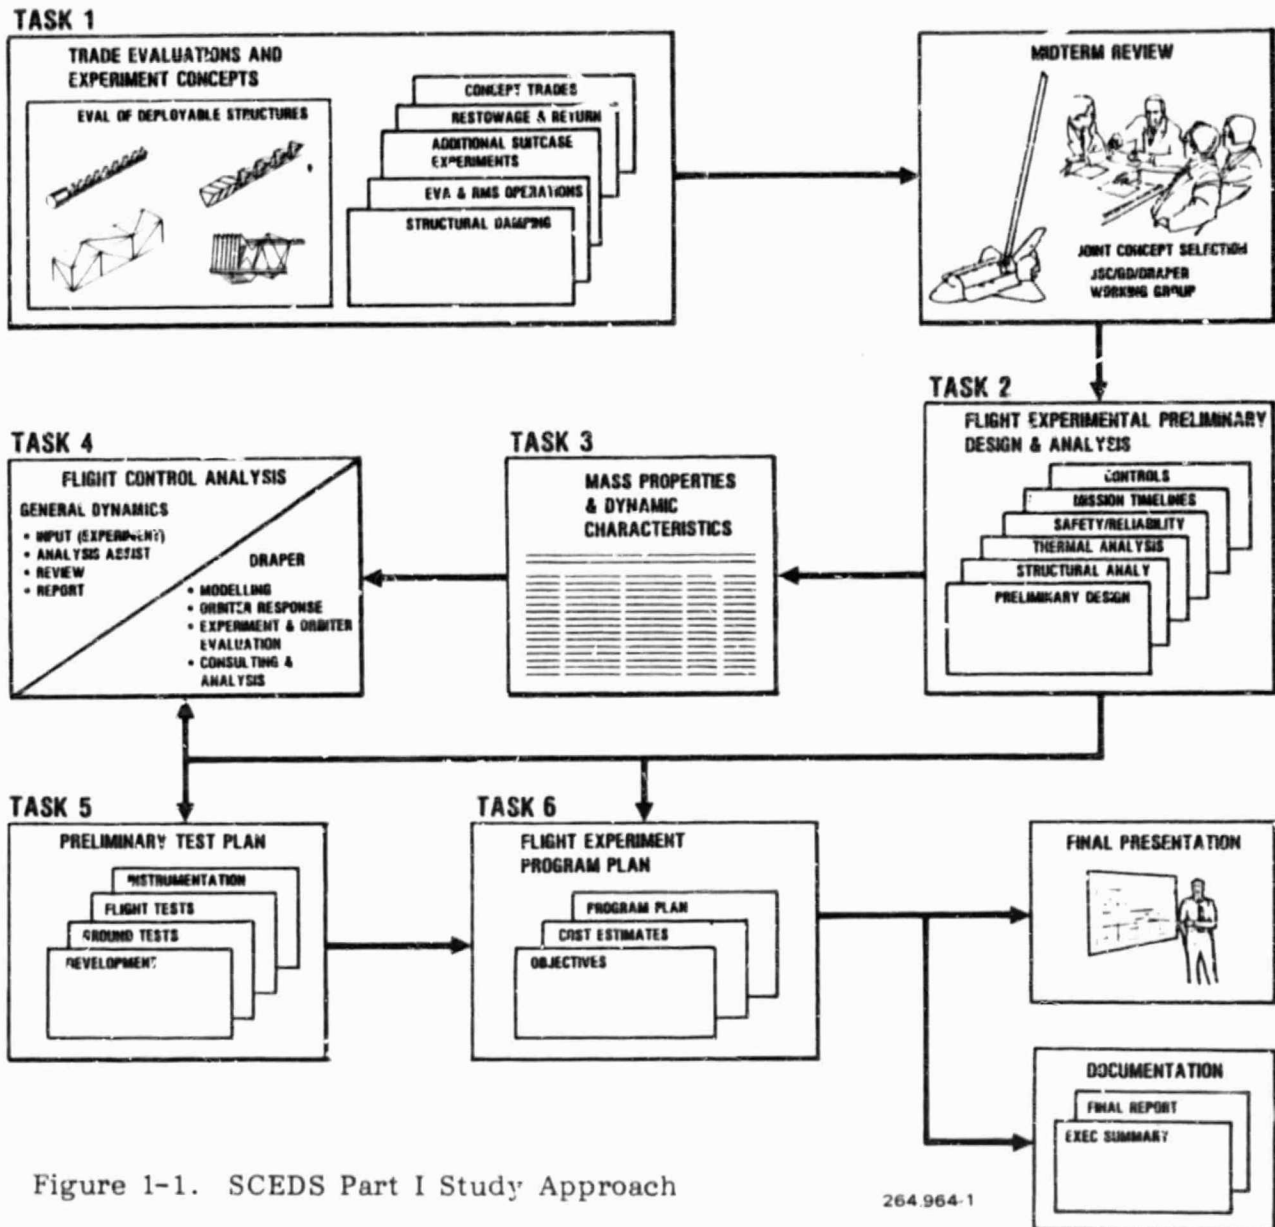 TASK 1
TRADE EVALUATIONS AND
EXPERIMENT CONCEPTS
EVAL OF DEPLOYABLE STRUCTURES
CONCEPT TRADES
RESTOWAGE & RETURN
ADDITIONAL SUITCASE
EXPERIMENTS
EVA & RMS OPERATIONS
STRUCTURAL DAMPING
MIDTERM REVIEW
JOINT CONCEPT SELECTION
JSC/GD/DRAPER
WORKING GROUP
TASK 2
FLIGHT EXPERIMENTAL PRELIMINARY
DESIGN & ANALYSIS
CONTROLS
MISSION TIMELINES
SAFETY/RELIABILITY
THERMAL ANALYSIS
STRUCTURAL ANALY
PRELIMINARY DESIGN
TASK 3
MASS PROPERTIES
& DYNAMIC
CHARACTERISTICS
TASK 4
FLIGHT CONTROL ANALYSIS
GENERAL DYNAMICS
• INPUT (EXPERIMENT)
• ANALYSIS ASSIST
• REVIEW
• REPORT
DRAPER
• MODELLING
• ORBITER RESPONSE
• EXPERIMENT & ORBITER
EVALUATION
• CONSULTING &
ANALYSIS
TASK 5
PRELIMINARY TEST PLAN
INSTRUMENTATION
FLIGHT TESTS
GROUND TESTS
DEVELOPMENT
TASK 6
FLIGHT EXPERIMENT
PROGRAM PLAN
PROGRAM PLAN
COST ESTIMATES
OBJECTIVES
FINAL PRESENTATION
DOCUMENTATION
FINAL REPORT
EXEC SUMMARY
Figure 1-1. SCEDS Part I Study Approach
264.964-1